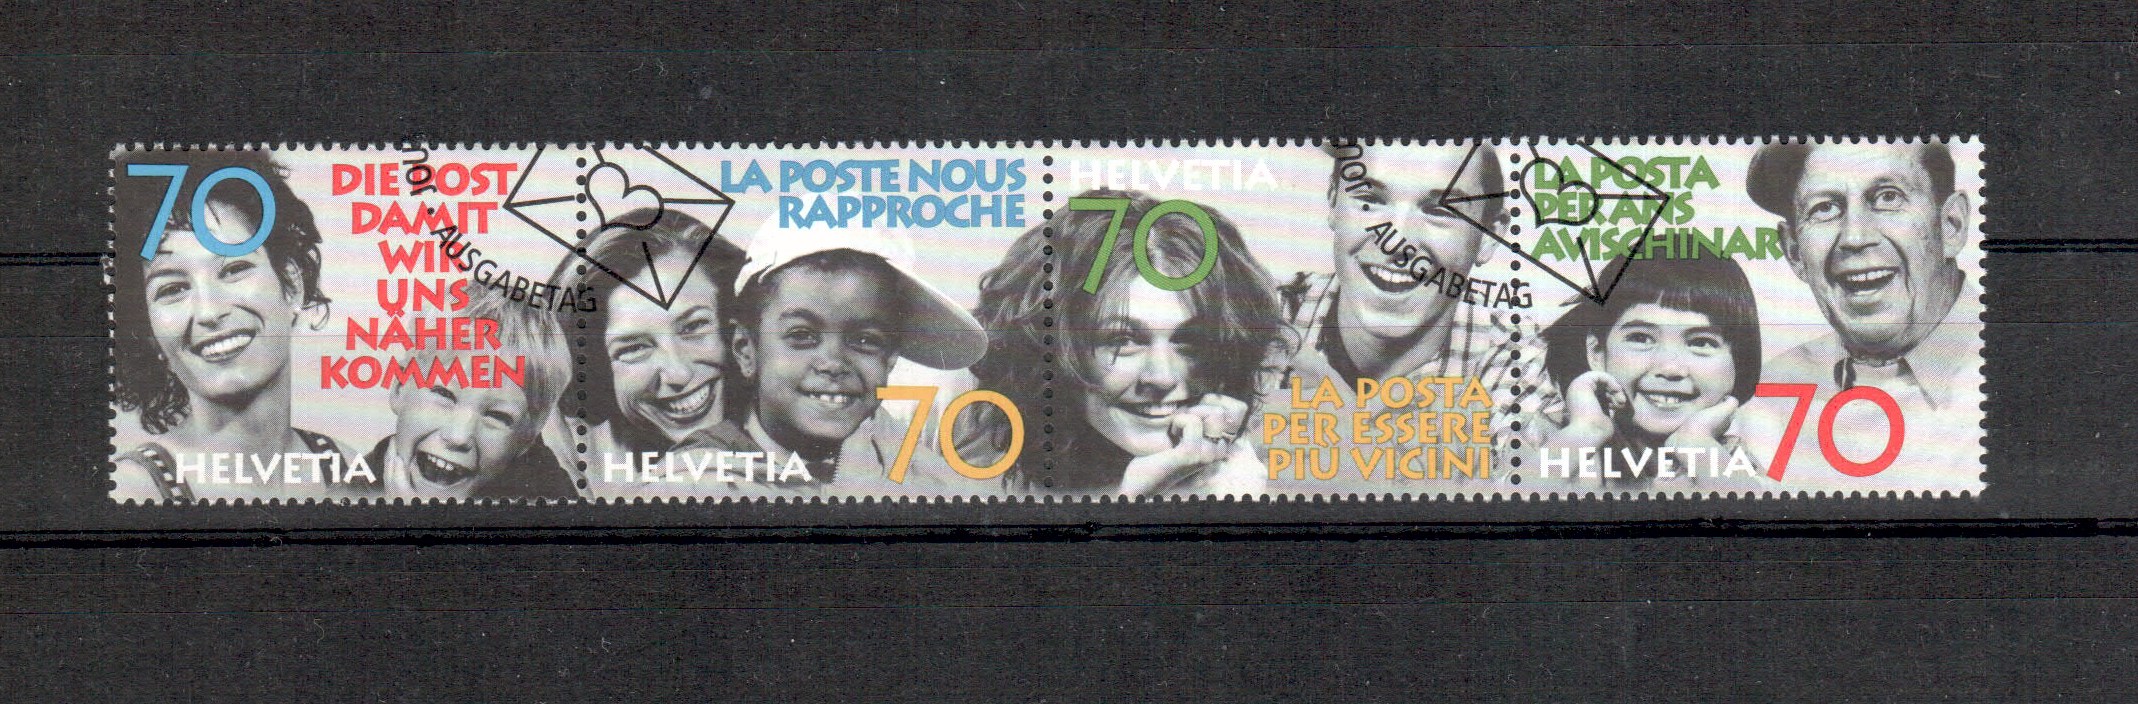 70
DIE POST
DAMIT
WIR
UNS
NÄHER
KOMMEN
HELVETIA
AUSGABETAG
LA POSTE NOUS
RAPPROCHE
HELVETIA
70
HELVETIA
70
LA POSTA
PER ESSERE
PIU VICINI
AUSGABETAG
LA POSTA
PER ANS
AVISCHINAR
HELVETIA
70